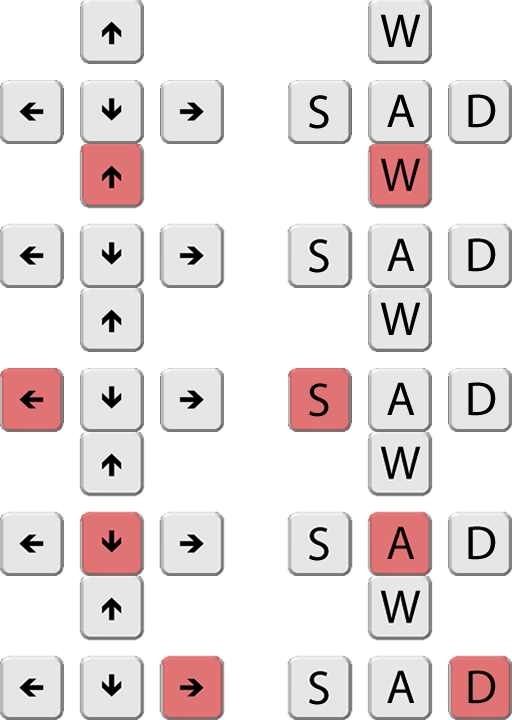 ↑ W
← ↓ → S A D
↑ W
← ↓ → S A D
↑ W
← ↓ → S A D
↑ W
← ↓ → S A D
↑ W
← ↓ → S A D